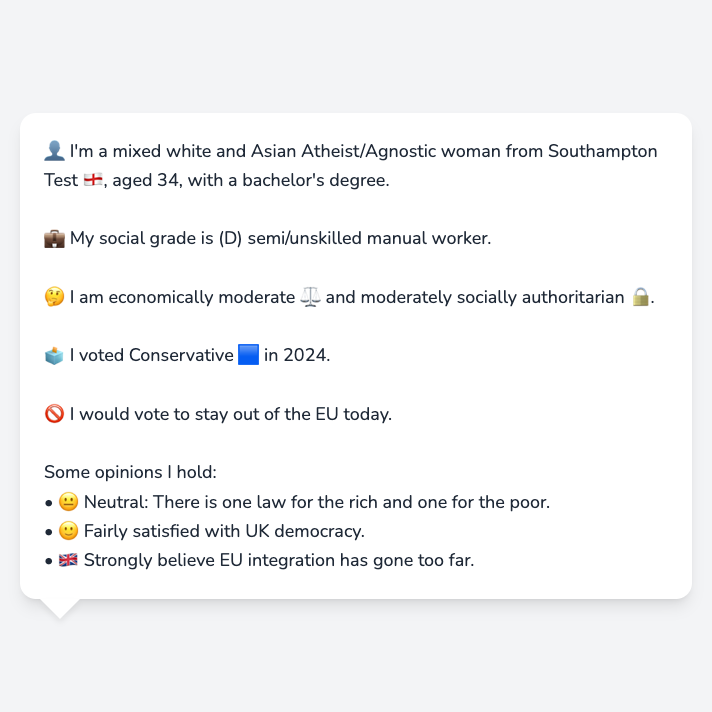 👤 I'm a mixed white and Asian Atheist/Agnostic woman from Southampton
Test 🏴󠁧󠁢󠁥󠁮󠁧󠁿, aged 34, with a bachelor's degree.
💼 My social grade is (D) semi/unskilled manual worker.
🤔 I am economically moderate ⚖️ and moderately socially authoritarian 🔒.
🗳️ I voted Conservative 🟦 in 2024.
🚫 I would vote to stay out of the EU today.
Some opinions I hold:
• 😐 Neutral: There is one law for the rich and one for the poor.
• 🙂 Fairly satisfied with UK democracy.
• 🇬🇧 Strongly believe EU integration has gone too far.